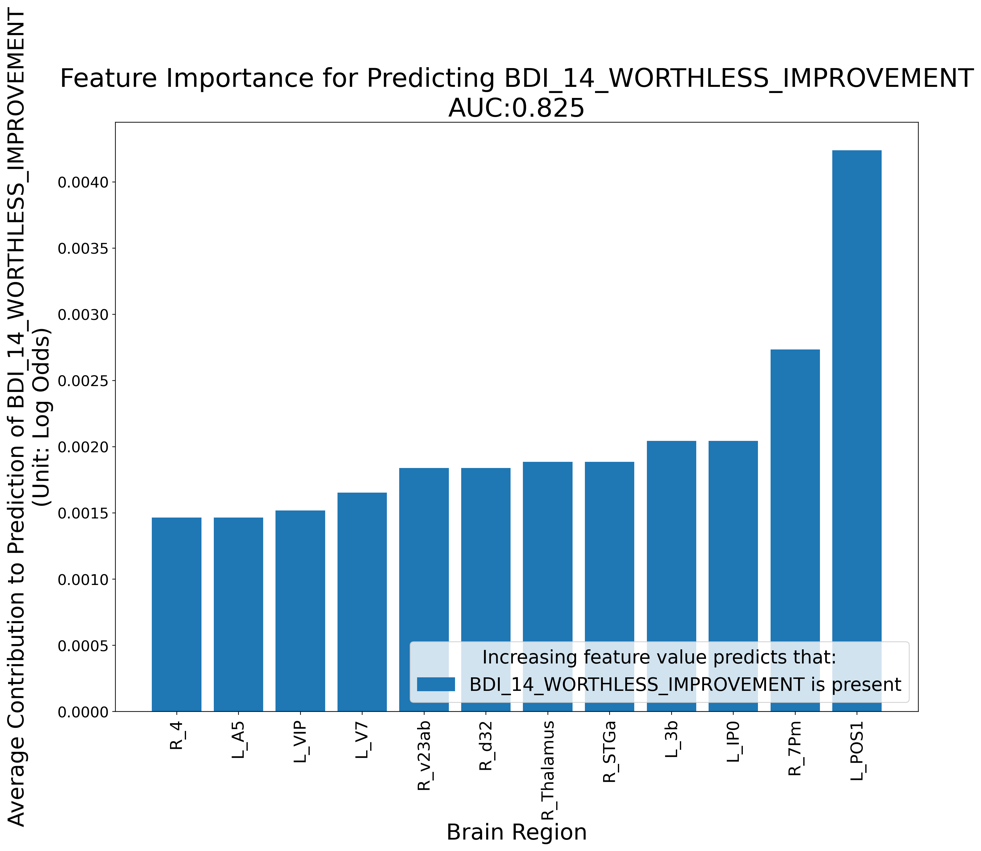 Feature Importance for Predicting BDI_14_WORTHLESS_IMPROVEMENT
AUC:0.825
Average Contribution to Prediction of BDI_14_WORTHLESS_IMPROVEMENT
(Unit: Log Odds)
0.0040
0.0035
0.0030
0.0025
0.0020
0.0015
0.0010
0.0005
0.0000
Increasing feature value predicts that:
BDI_14_WORTHLESS_IMPROVEMENT is present
R_4
L_A5
L_VIP
L_V7
R_v23ab
R_d32
R_Thalamus
R_STGa
L_3b
L_IP0
R_7Pm
L_POS1
Brain Region